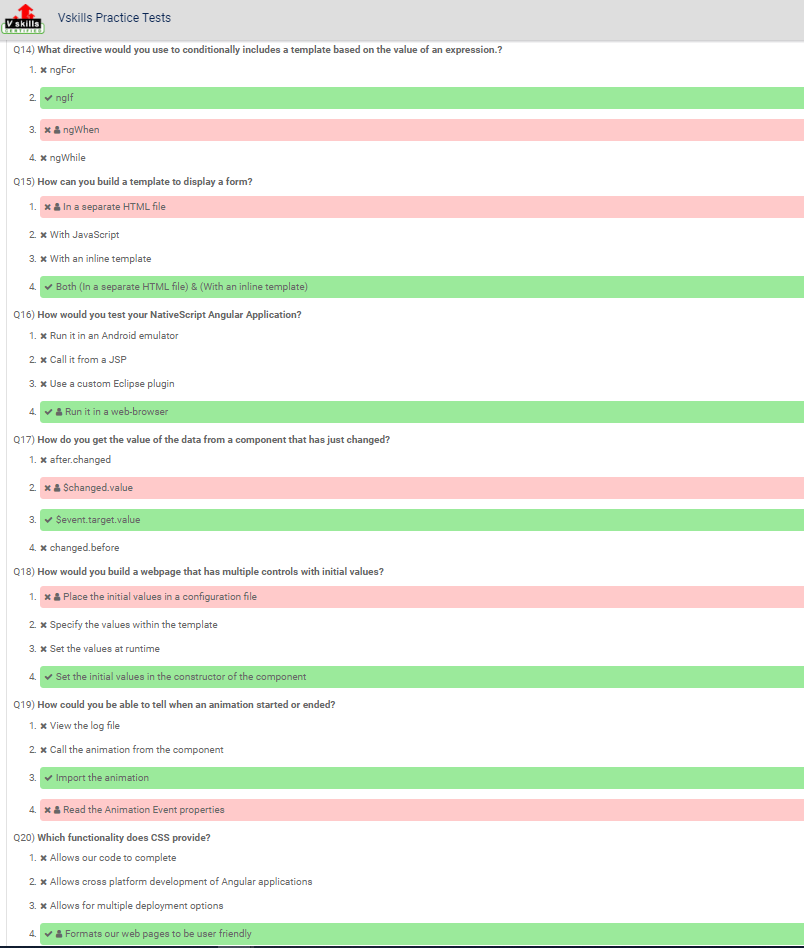 V skills
CERTIFIED
Vskills Practice Tests
Q14) What directive would you use to conditionally includes a template based on the value of an expression.?
1. ✖ ngFor
2. ✔ ngIf
3. ✖ ngWhen
4. ✖ ngWhile
Q15) How can you build a template to display a form?
1. ✖ In a separate HTML file
2. ✖ With JavaScript
3. ✖ With an inline template
4. ✔ Both (In a separate HTML file) & (With an inline template)
Q16) How would you test your NativeScript Angular Application?
1. ✖ Run it in an Android emulator
2. ✖ Call it from a JSP
3. ✖ Use a custom Eclipse plugin
4. ✔ Run it in a web-browser
Q17) How do you get the value of the data from a component that has just changed?
1. ✖ after.changed
2. ✖ $changed.value
3. ✔ $event.target.value
4. ✖ changed.before
Q18) How would you build a webpage that has multiple controls with initial values?
1. ✖ Place the initial values in a configuration file
2. ✖ Specify the values within the template
3. ✖ Set the values at runtime
4. ✔ Set the initial values in the constructor of the component
Q19) How could you be able to tell when an animation started or ended?
1. ✖ View the log file
2. ✖ Call the animation from the component
3. ✔ Import the animation
4. ✖ Read the Animation Event properties
Q20) Which functionality does CSS provide?
1. ✖ Allows our code to complete
2. ✖ Allows cross platform development of Angular applications
3. ✖ Allows for multiple deployment options
4. ✔ Formats our web pages to be user friendly